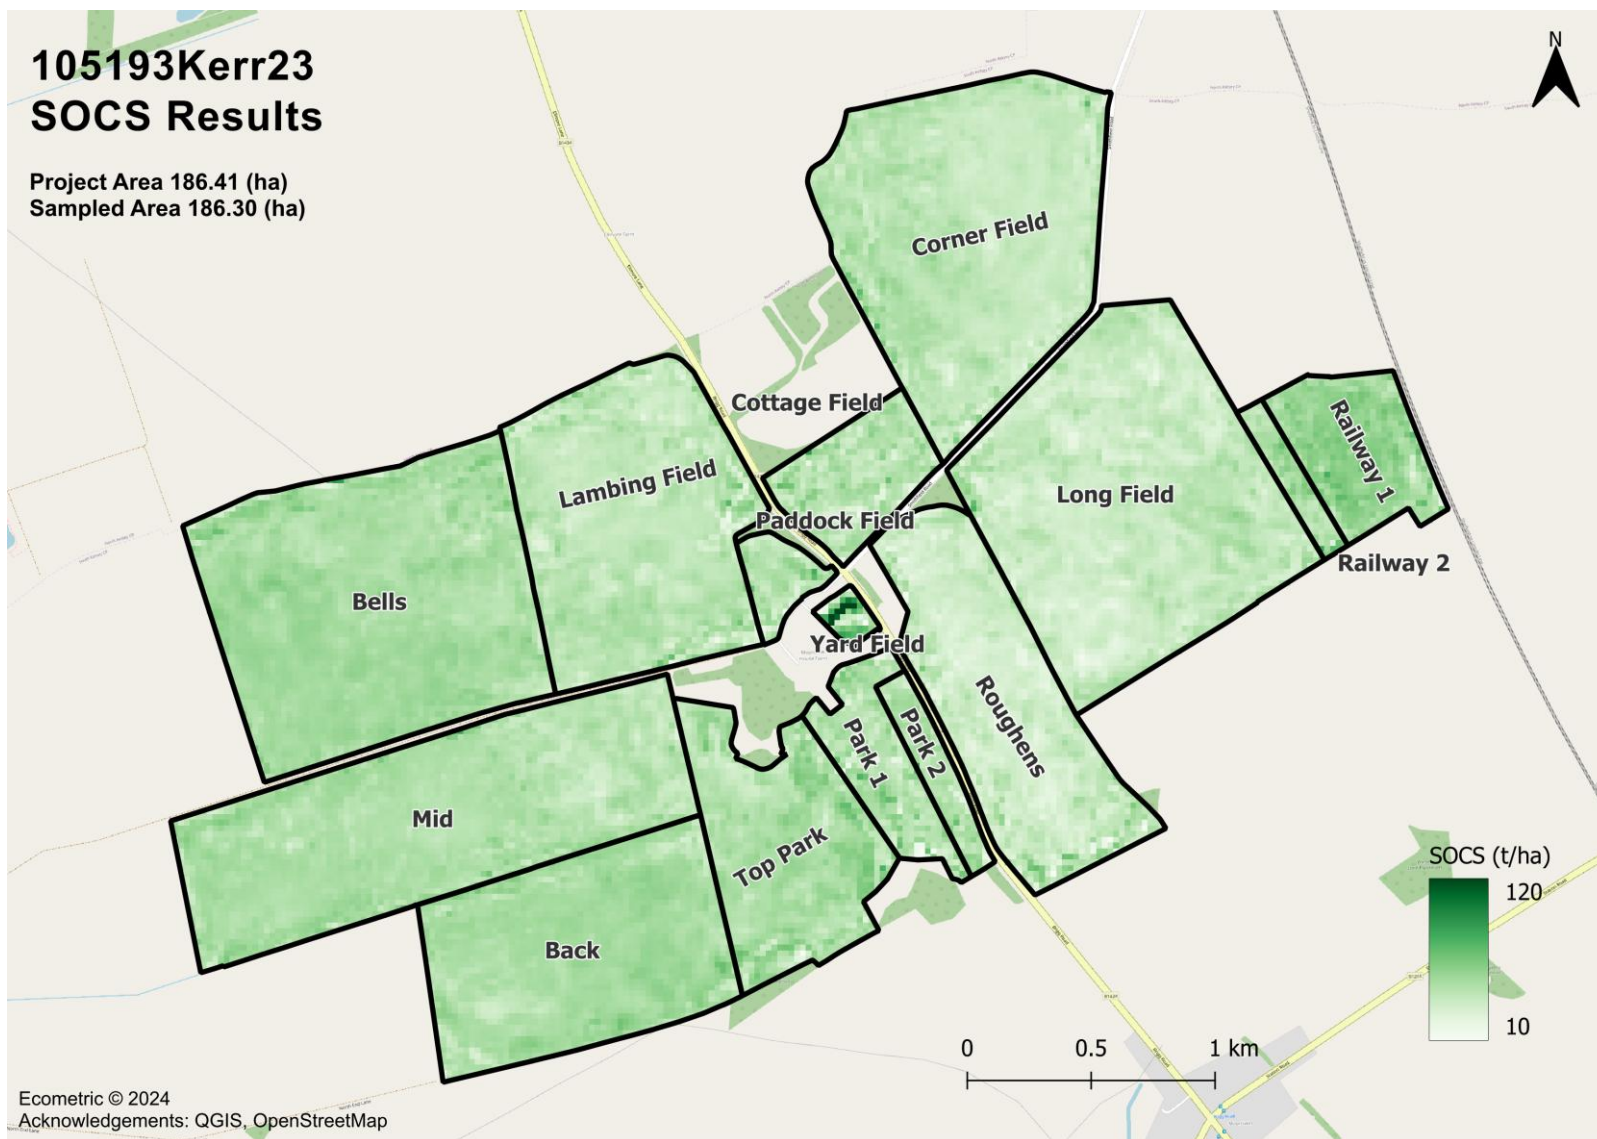 105193Kerr23
SOCS Results
Project Area 186.41 (ha)
Sampled Area 186.30 (ha)
N
Corner Field
Cottage Field
Railway 1
Lambing Field
Long Field
Paddock Field
Railway 2
Bells
Yard Field
Roughens
Park 1
Park 2
Mid
Top Park
Back
SOCS (t/ha)
120
10
0
0.5
1 km
Ecometric © 2024
Acknowledgements: QGIS, OpenStreetMap